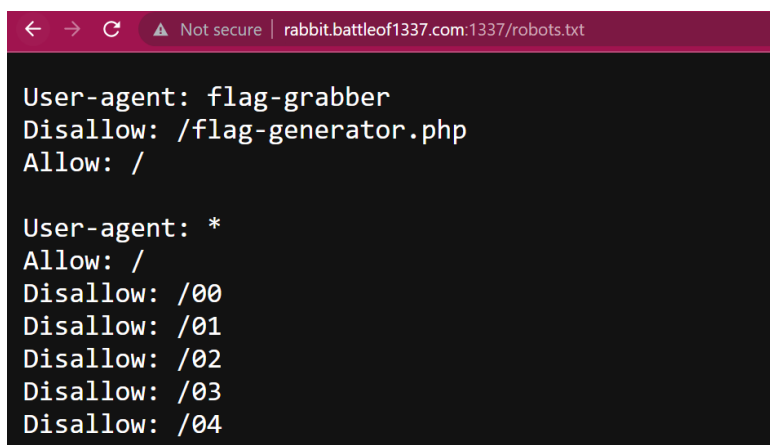 Not secure | rabbit.battleof1337.com:1337/robots.txt
User-agent: flag-grabber
Disallow: /flag-generator.php
Allow: /
User-agent: *
Allow: /
Disallow: /00
Disallow: /01
Disallow: /02
Disallow: /03
Disallow: /04